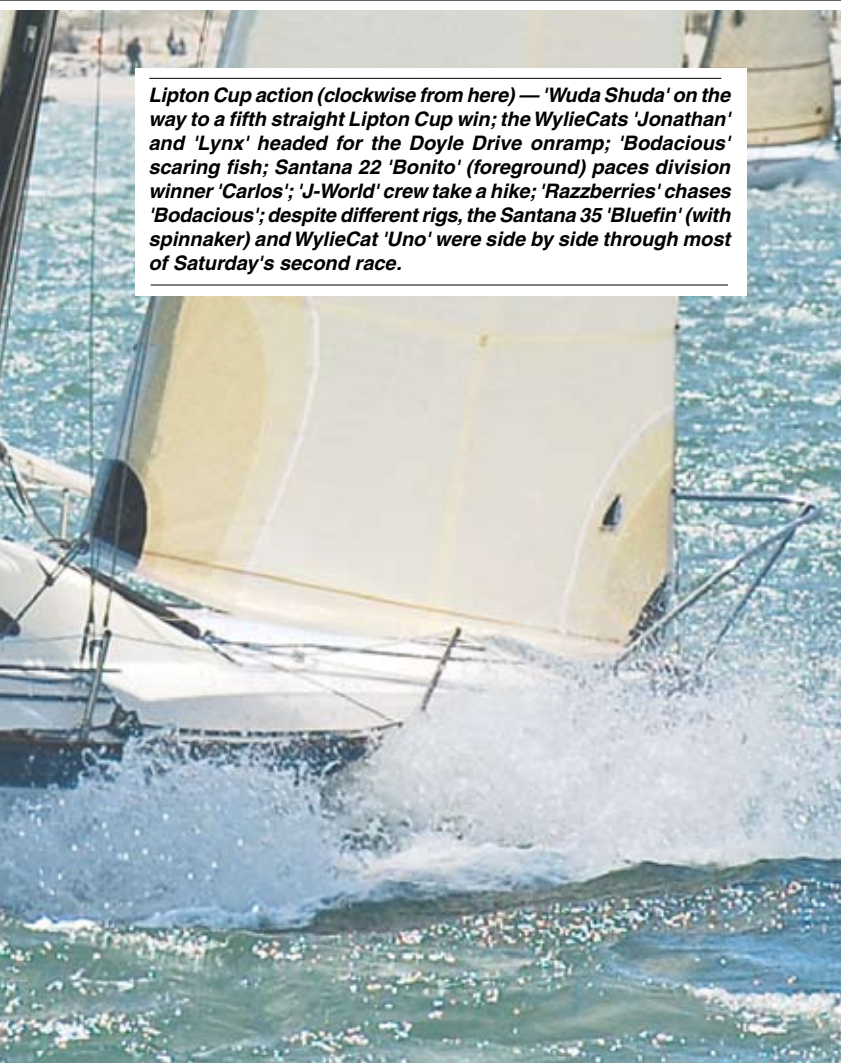 Lipton Cup action (clockwise from here) — 'Wuda Shuda' on the
way to a fifth straight Lipton Cup win; the WylieCats 'Jonathan'
and 'Lynx' headed for the Doyle Drive onramp; 'Bodacious'
scaring fish; Santana 22 'Bonito' (foreground) paces division
winner 'Carlos'; 'J-World' crew take a hike; 'Razzberries' chases
'Bodacious'; despite different rigs, the Santana 35 'Bluefin' (with
spinnaker) and WylieCat 'Uno' were side by side through most
of Saturday's second race.